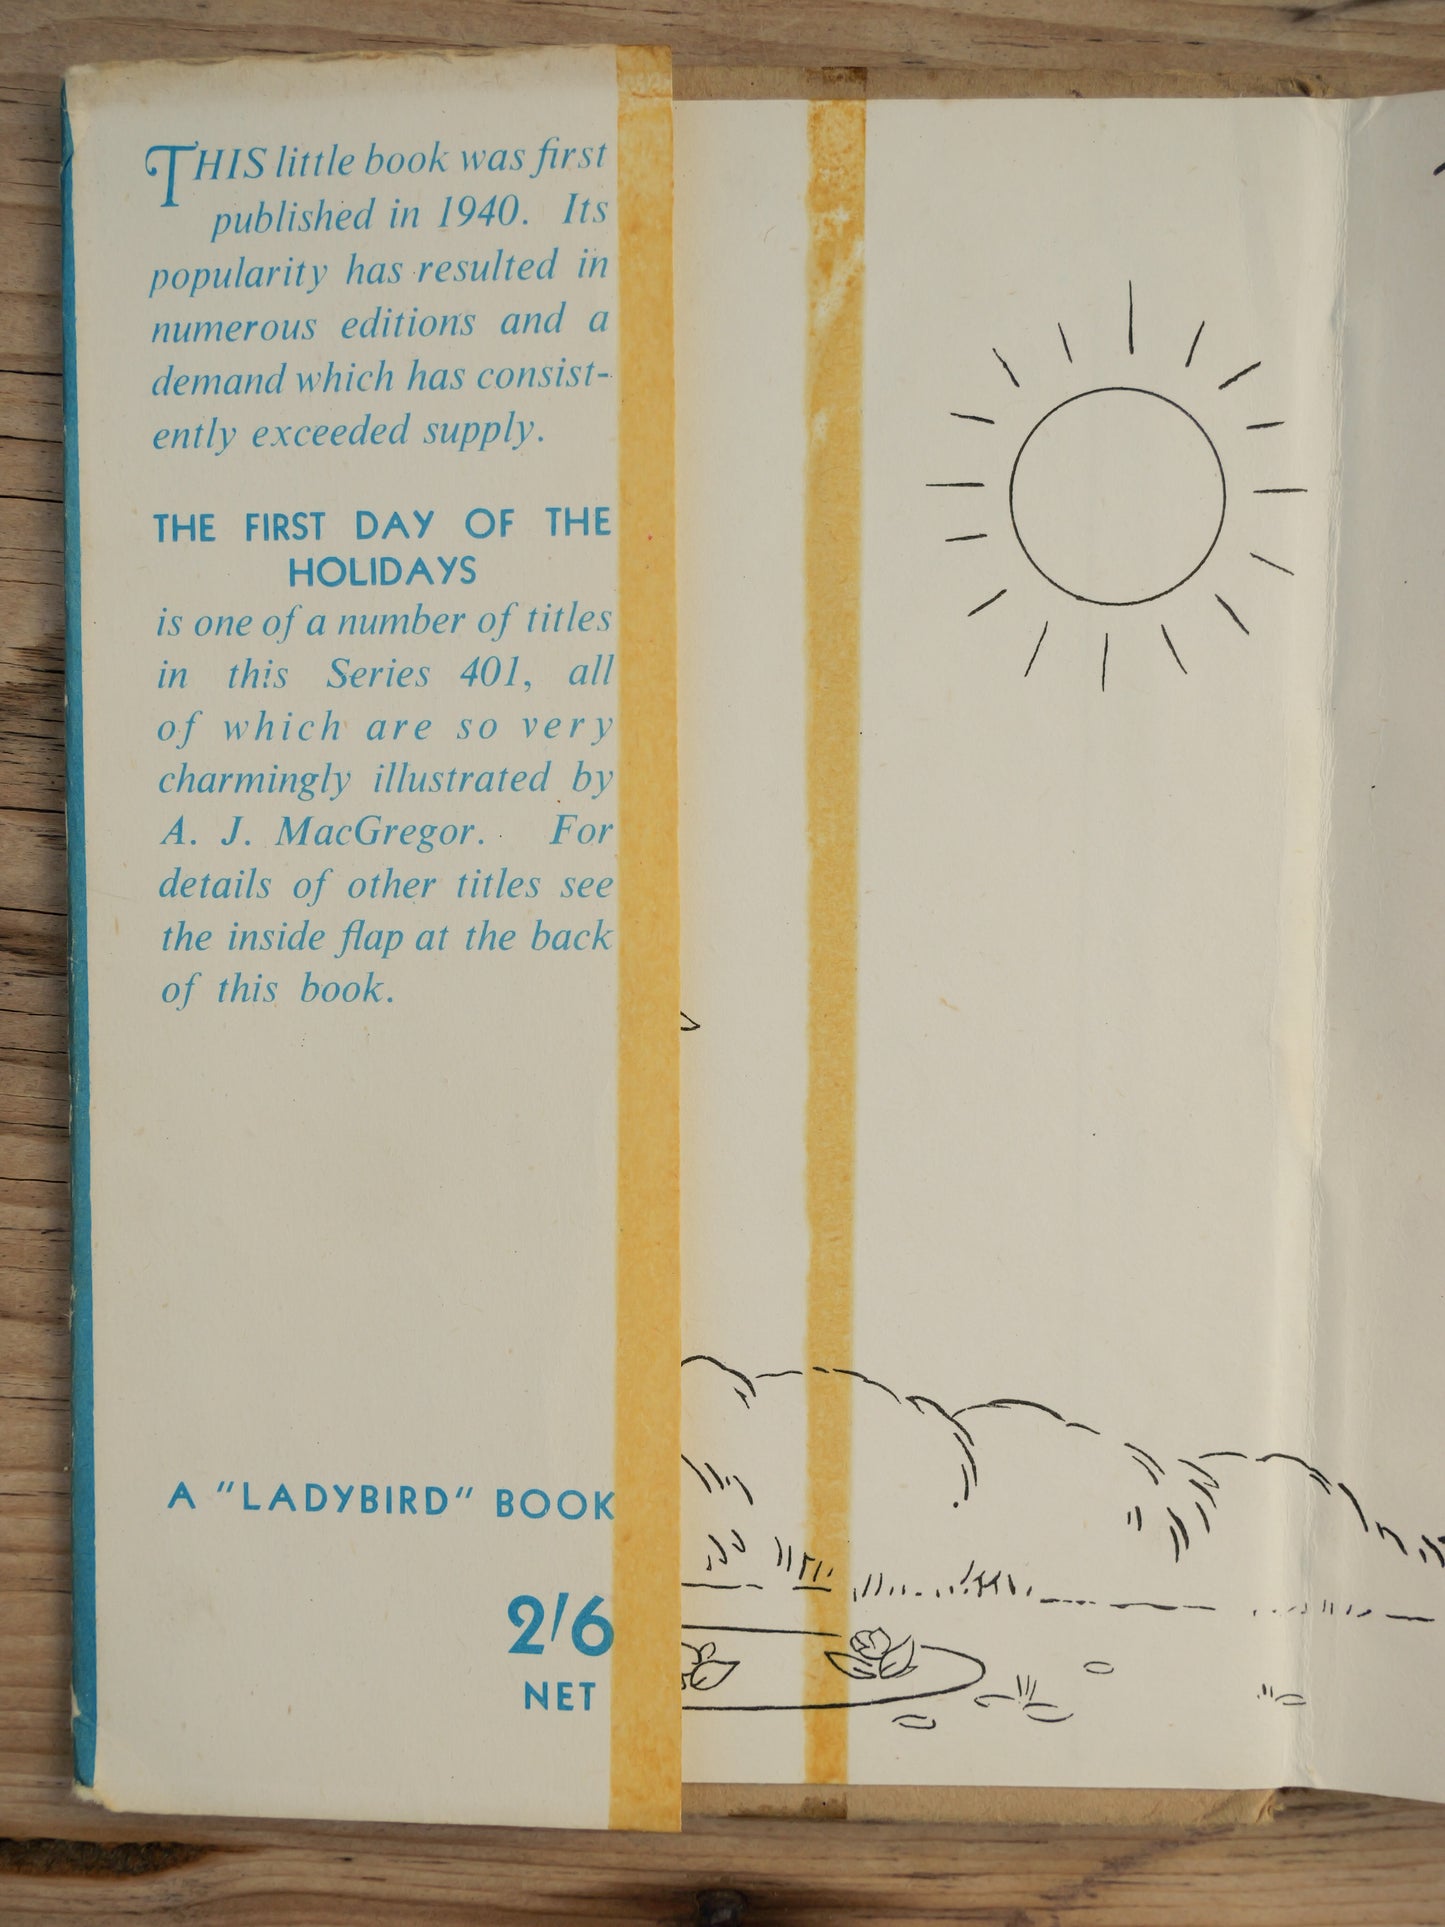 THIS little book was first
published in 1940. Its
popularity has resulted in
numerous editions and a
demand which has consist-
ently exceeded supply.
THE FIRST DAY OF THE
HOLIDAYS
is one of a number of titles
in this Series 401, all
of which are so very
charmingly illustrated by
A. J. MacGregor. For
details of other titles see
the inside flap at the back
of this book.
A "LADYBIRD" BOOK
2/6
NET